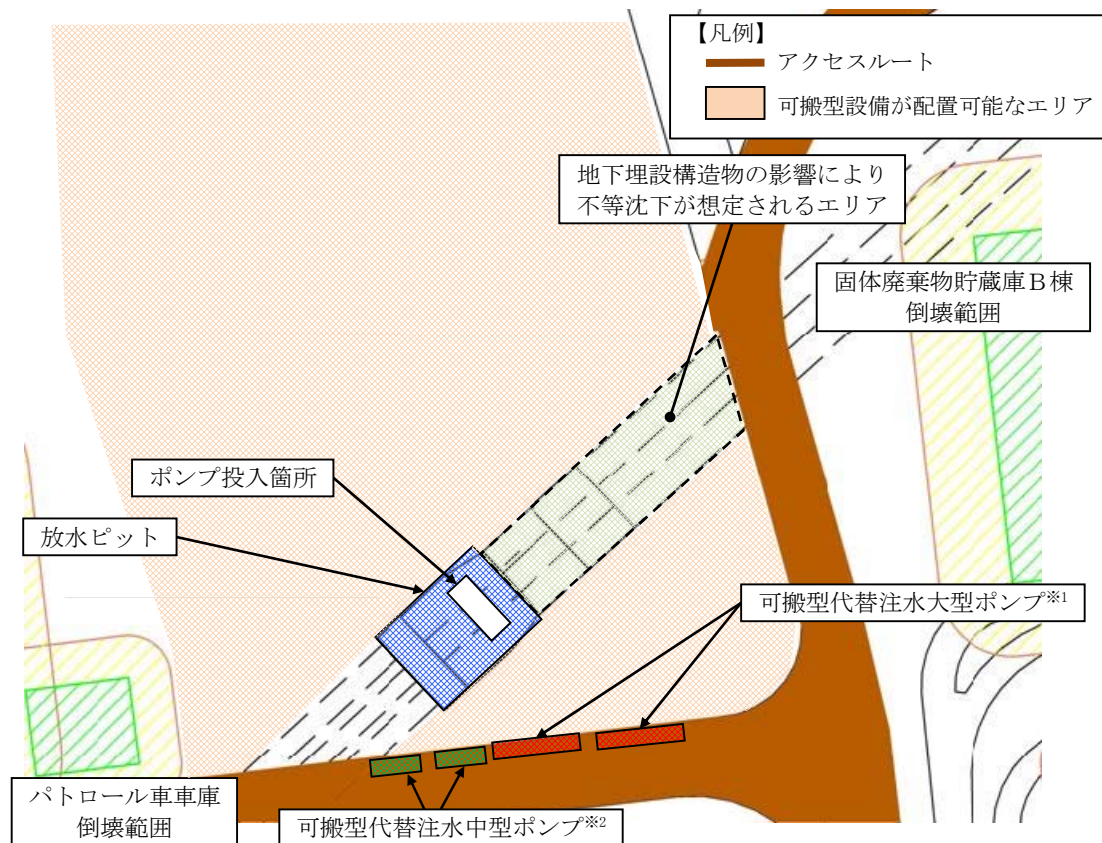 【凡例】
アクセスルート
可搬型設備が配置可能なエリア
地下埋設構造物の影響により
不等沈下が想定されるエリア
固体廃棄物貯蔵庫Ｂ棟
倒壊範囲
ポンプ投入箇所
放水ピット
可搬型代替注水大型ポンプ※1
パトロール車車庫
倒壊範囲
可搬型代替注水中型ポンプ※2